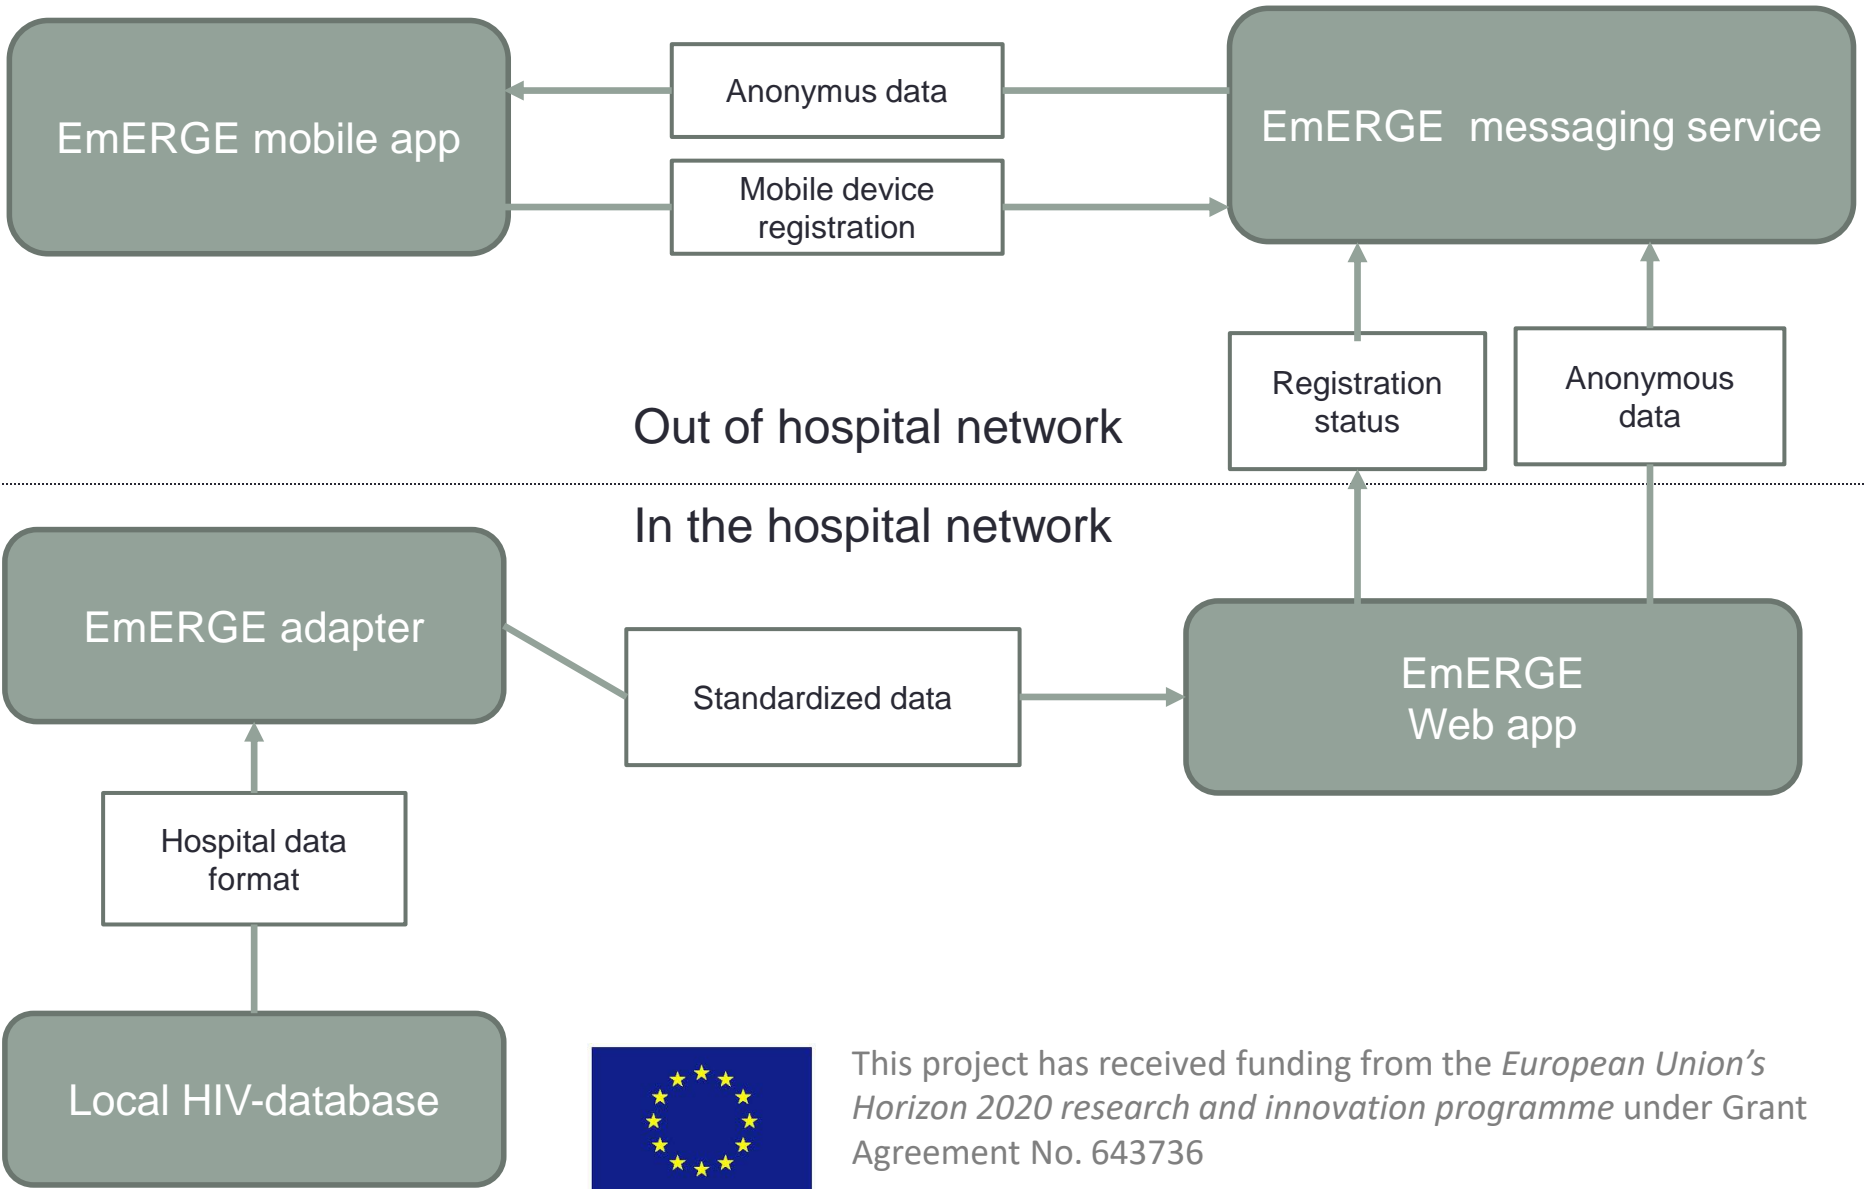 EmERGE mobile app
Anonymus data
EmERGE  messaging service
Mobile device
registration
Registration
status
Anonymous
data
Out of hospital network
In the hospital network
EmERGE adapter
Standardized data
EmERGE
Web app
Hospital data
format
Local HIV-database
This project has received funding from the European Union’s
Horizon 2020 research and innovation programme under Grant
Agreement No. 643736